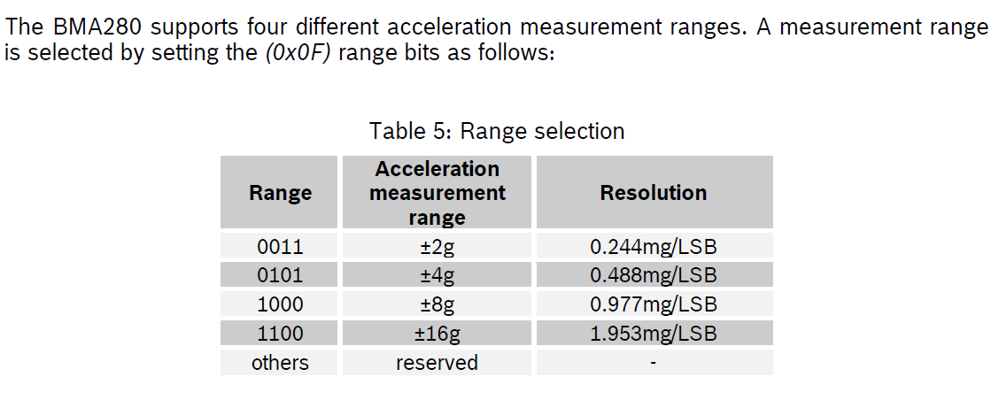 The BMA280 supports four different acceleration measurement ranges. A measurement range
is selected by setting the (0x0F) range bits as follows:
Table 5: Range selection
Range Acceleration measurement range Resolution
0011 ±2g 0.244mg/LSB
0101 ±4g 0.488mg/LSB
1000 ±8g 0.977mg/LSB
1100 ±16g 1.953mg/LSB
others reserved -